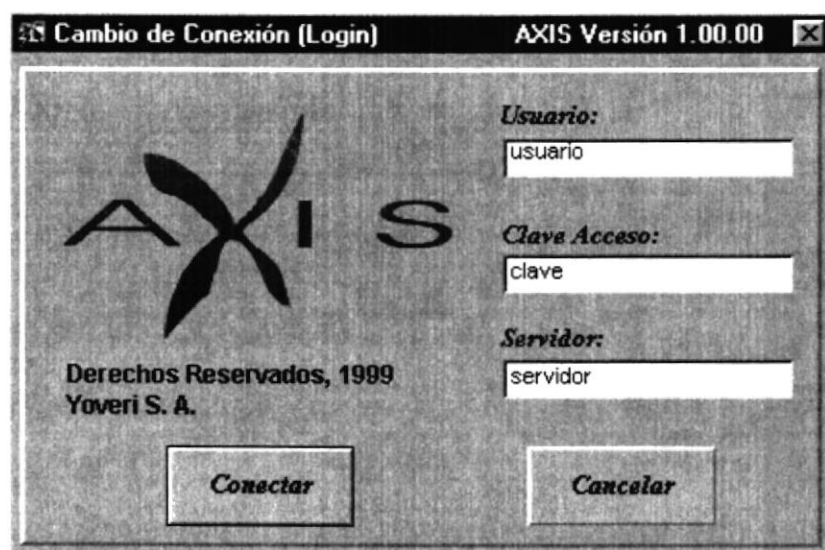 Cambio de Conexión (Login) AXIS Versión 1.00.00
AXIS
Derechos Reservados, 1999
Yoveri S. A.
Usuario:
usuario
Clave Acceso:
clave
Servidor:
servidor
Conectar
Cancelar